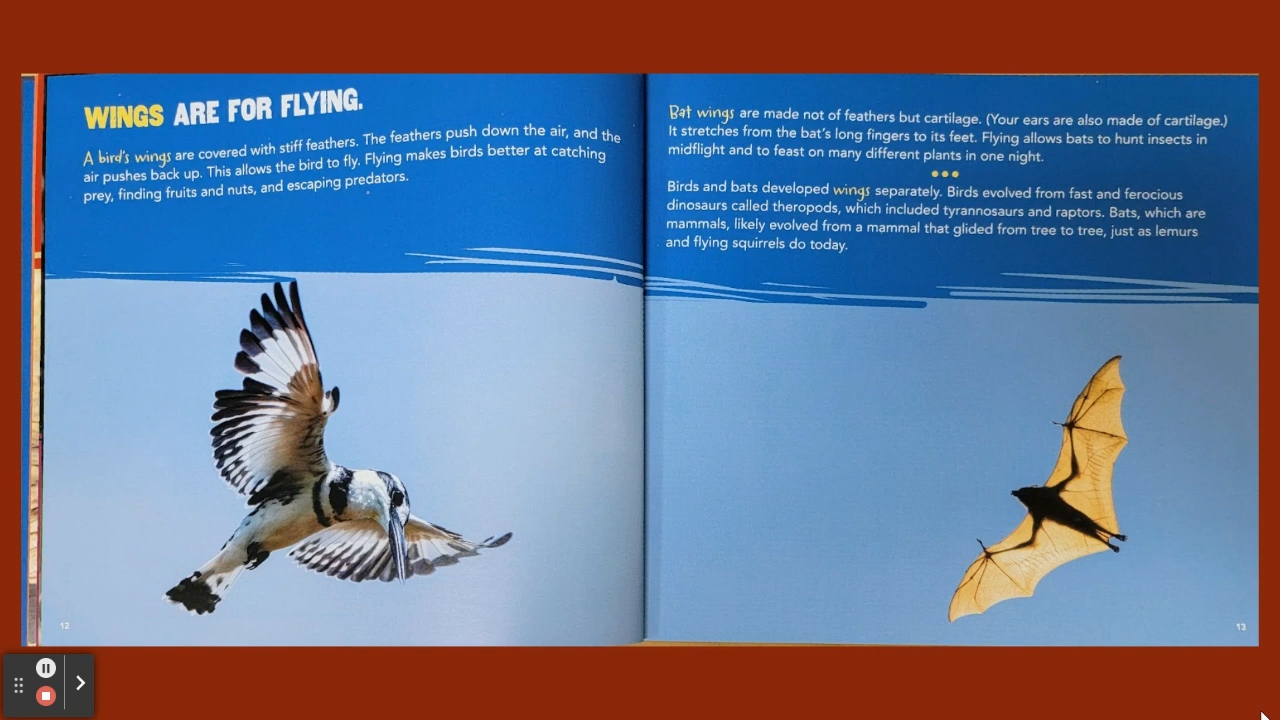 WINGS ARE FOR FLYING.
A bird's wings are covered with stiff feathers. The feathers push down the air, and the
air pushes back up. This allows the bird to fly. Flying makes birds better at catching
prey, finding fruits and nuts, and escaping predators.
12
Bat wings are made not of feathers but cartilage. (Your ears are also made of cartilage.)
It stretches from the bat's long fingers to its feet. Flying allows bats to hunt insects in
midflight and to feast on many different plants in one night.
Birds and bats developed wings separately. Birds evolved from fast and ferocious
dinosaurs called theropods, which included tyrannosaurs and raptors. Bats, which are
mammals, likely evolved from a mammal that glided from tree to tree, just as lemurs
and flying squirrels do today.
13